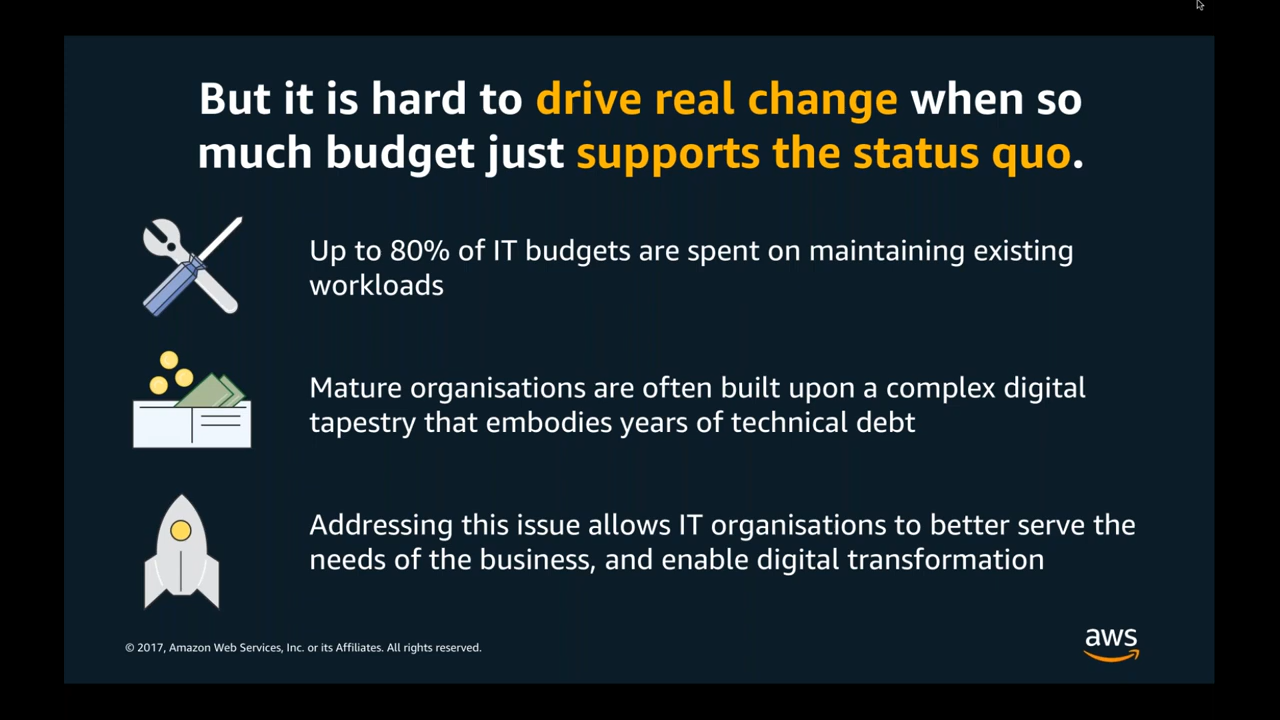 But it is hard to drive real change when so
much budget just supports the status quo.
Up to 80% of IT budgets are spent on maintaining existing
workloads
Mature organisations are often built upon a complex digital
tapestry that embodies years of technical debt
Addressing this issue allows IT organisations to better serve the
needs of the business, and enable digital transformation
© 2017, Amazon Web Services, Inc. or its Affiliates. All rights reserved.
aws